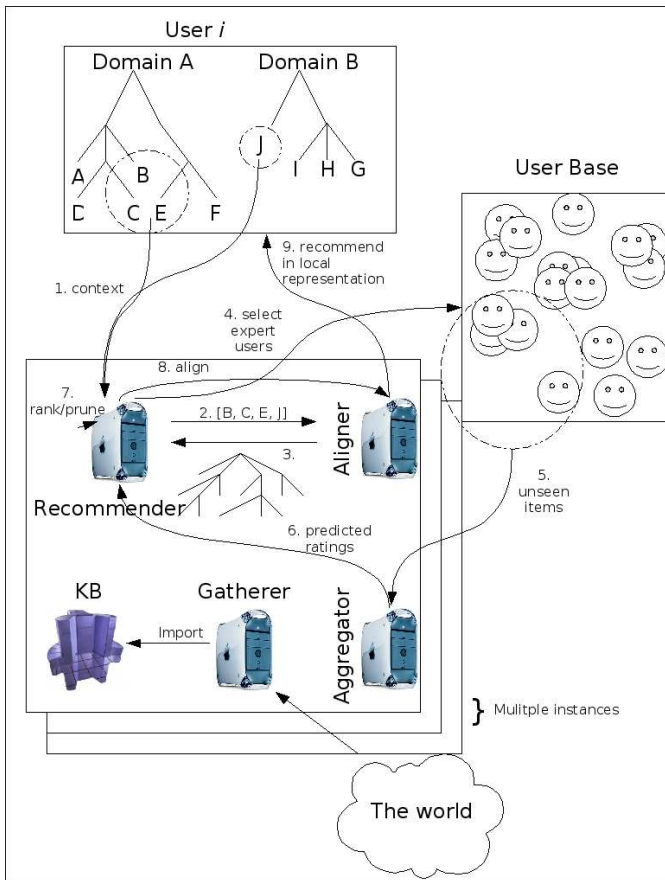 User i
Domain A
Domain B
A
B
J
I
H
G
D
C
E
F
User Base
1. context
9. recommend
in local
representation
4. select
expert
users
8. align
7.
rank/prune
2. [B, C, E, J]
3.
Aligner
Recommender
5.
unseen
items
6. predicted
ratings
KB
Gatherer
Import
Aggregator
} Mulitple instances
The world